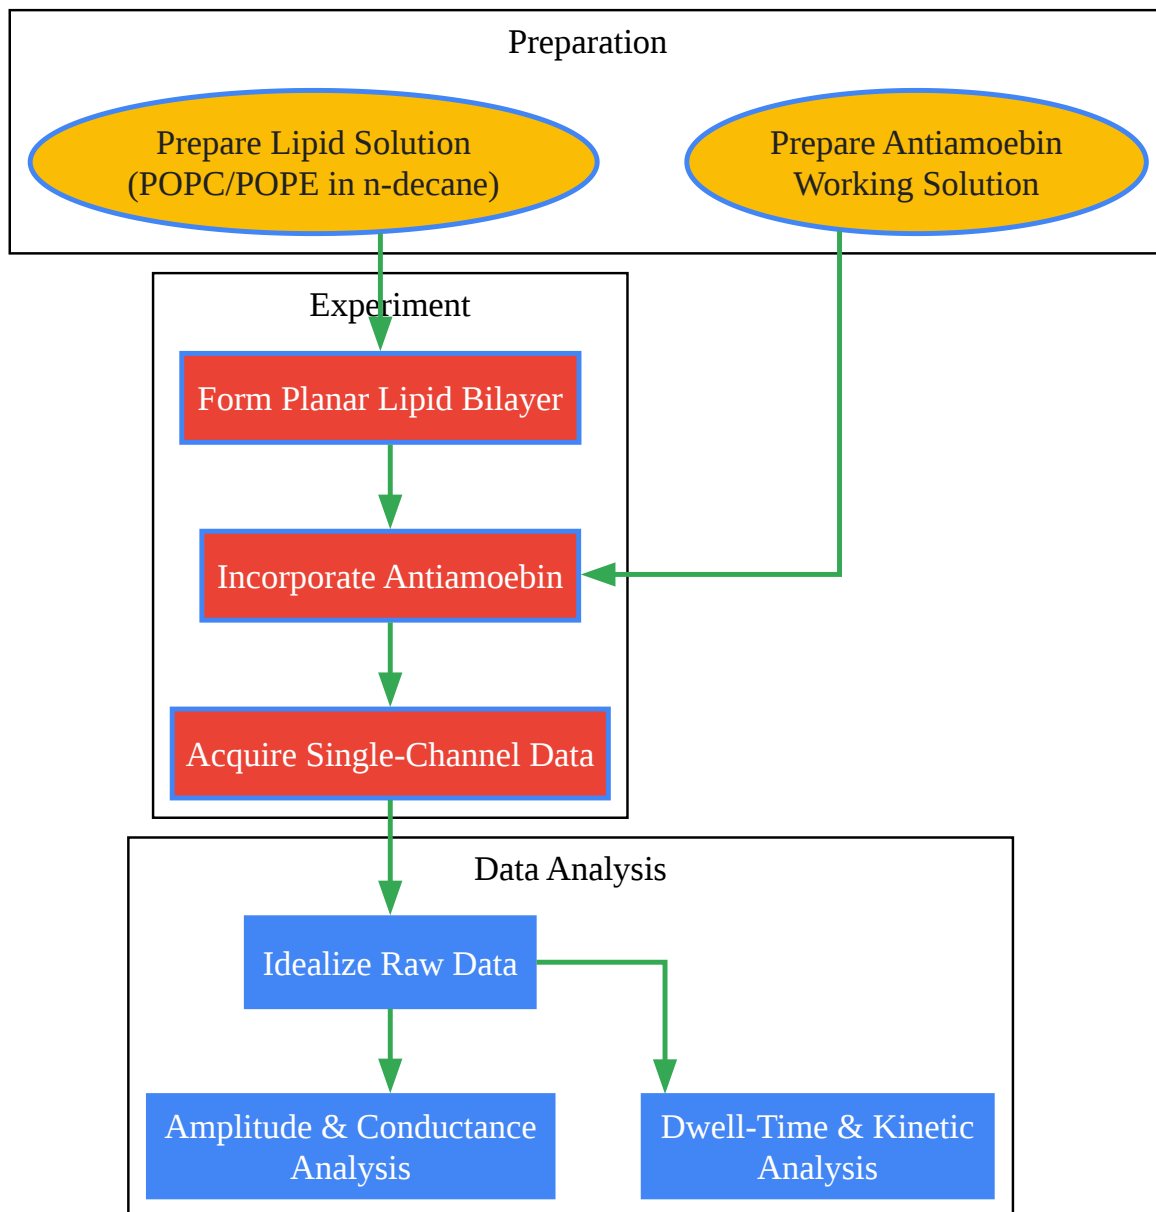 Preparation
Prepare Lipid Solution
(POPC/POPE in n-decane)
Prepare Antiamoebin
Working Solution
Experiment
Form Planar Lipid Bilayer
Incorporate Antiamoebin
Acquire Single-Channel Data
Data Analysis
Idealize Raw Data
Amplitude & Conductance
Analysis
Dwell-Time & Kinetic
Analysis